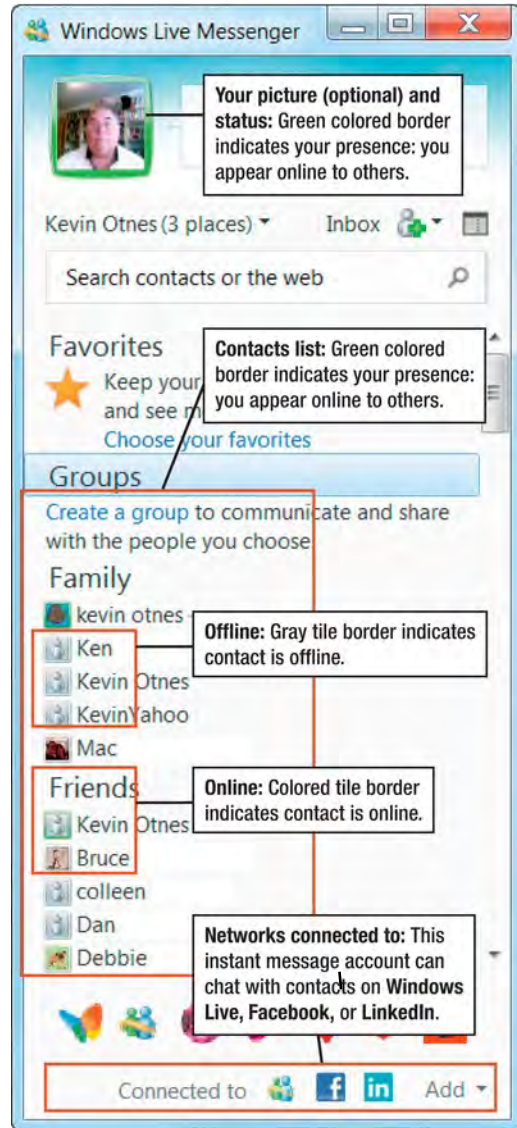 Windows Live Messenger
Your picture (optional) and
status: Green colored border
indicates your presence: you
appear online to others.
Kevin Otnes (3 places)
Inbox
Search contacts or the web
Favorites
Keep your
and see m
Choose your favorites
Contacts list: Green colored
border indicates your presence:
you appear online to others.
Groups
Create a group to communicate and share
with the people you choose
Family
kevin otnes
Ken
Kevin Otnes
KevinYahoo
Mac
Offline: Gray tile border indicates
contact is offline.
Friends
Kevin Otnes
Bruce
colleen
Dan
Debbie
Online: Colored tile border
indicates contact is online.
Networks connected to: This
instant message account can
chat with contacts on Windows
Live, Facebook, or LinkedIn.
Connected to f in Add